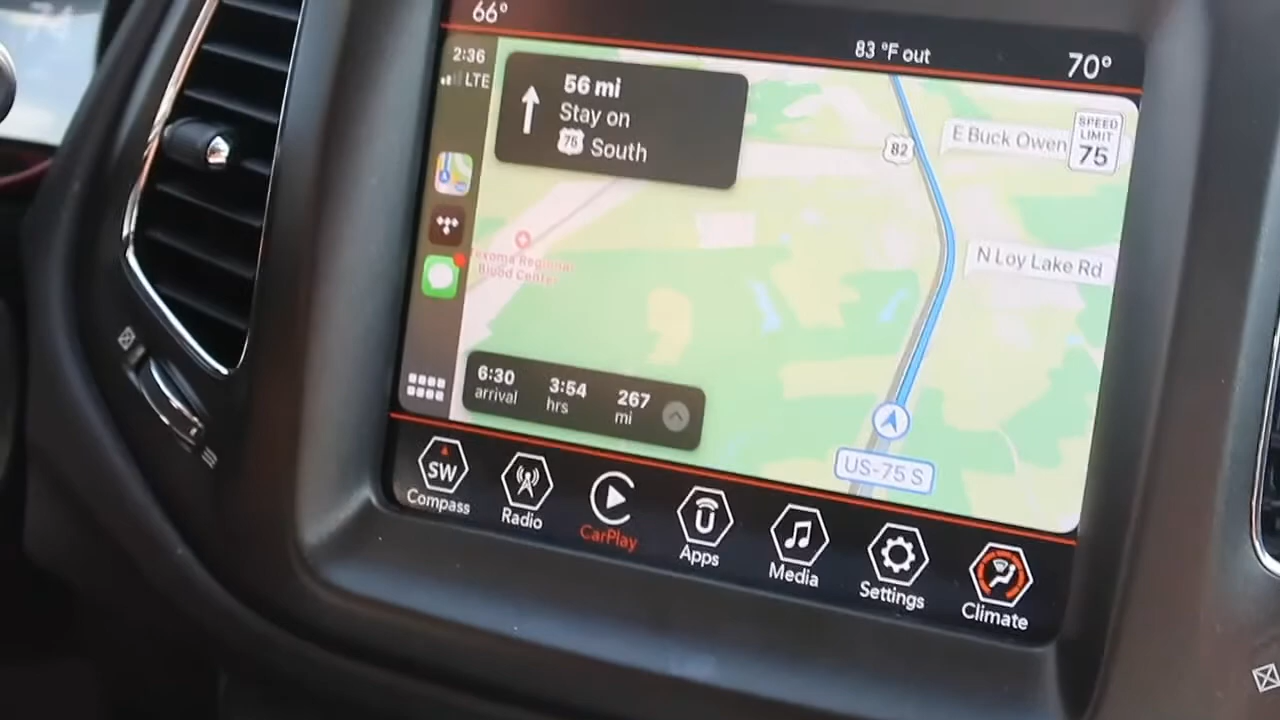 66°
83 °F out
70°
2:36
LTE
56 mi
Stay on
75 South
82
E Buck Owen
SPEED
LIMIT
75
N Loy Lake Rd
Texoma Regional
Blood Center
6:30
arrival
3:54
hrs
267
mi
US-75 S
SW
Compass
Radio
CarPlay
Apps
Media
Settings
Climate